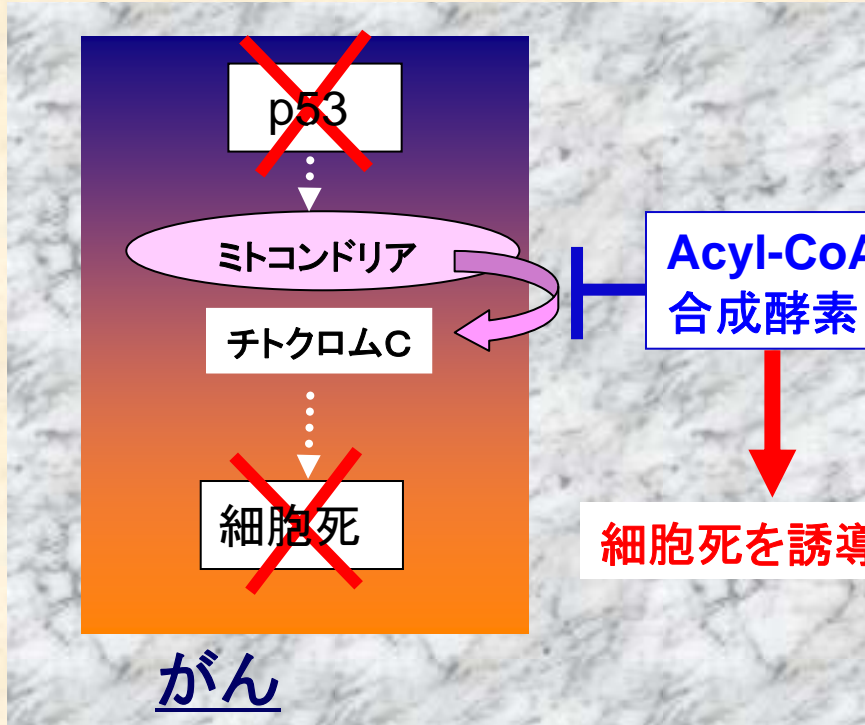 p53
ミトコンドリア
チトクロムC
細胞死
がん
Acyl-CoA
合成酵素
細胞死を誘導